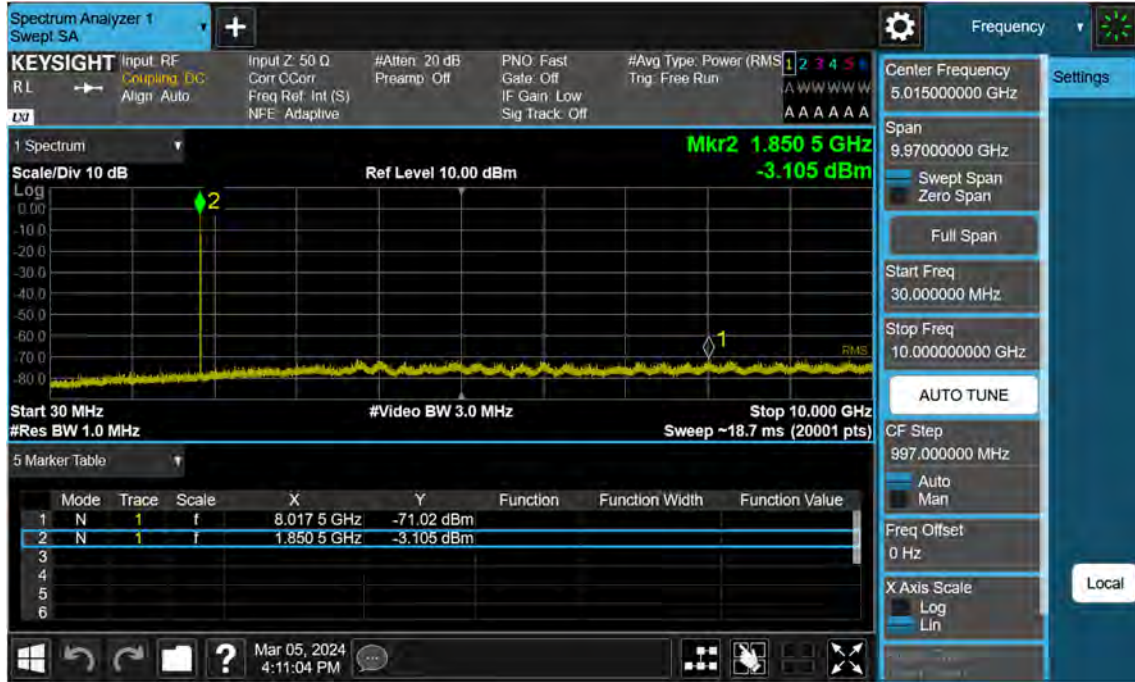 Spectrum Analyzer 1
Swept SA
+
Frequency
KEYSIGHT
RL
LXI
Input: RF
Coupling: DC
Align: Auto
Input Z: 50 Ω
Corr CCorr
Freq Ref: Int (S)
NFE: Adaptive
#Atten: 20 dB
Preamp: Off
PNO: Fast
Gate: Off
IF Gain: Low
Sig Track: Off
#Avg Type: Power (RMS
Trig: Free Run
1 2 3 4 5 6
A W W W W W
A A A A A A
Center Frequency
5.015000000 GHz
Settings
1 Spectrum
Scale/Div 10 dB
Ref Level 10.00 dBm
Mkr2 1.850 5 GHz
-3.105 dBm
Span
9.97000000 GHz
Swept Span
Zero Span
Full Span
Start Freq
30.000000 MHz
Stop Freq
10.000000000 GHz
AUTO TUNE
CF Step
997.000000 MHz
Auto
Man
Freq Offset
0 Hz
X Axis Scale
Log
Lin
Local
Log
0.00
-10.0
-20.0
-30.0
-40.0
-50.0
-60.0
-70.0
-80.0
2
1
RMS
Start 30 MHz
#Video BW 3.0 MHz
Stop 10.000 GHz
#Res BW 1.0 MHz
Sweep ~18.7 ms (20001 pts)
5 Marker Table
Mode Trace Scale X Y Function Function Width Function Value
1 N 1 f 8.017 5 GHz -71.02 dBm
2 N 1 f 1.850 5 GHz -3.105 dBm
3
4
5
6
?
Mar 05, 2024
4:11:04 PM